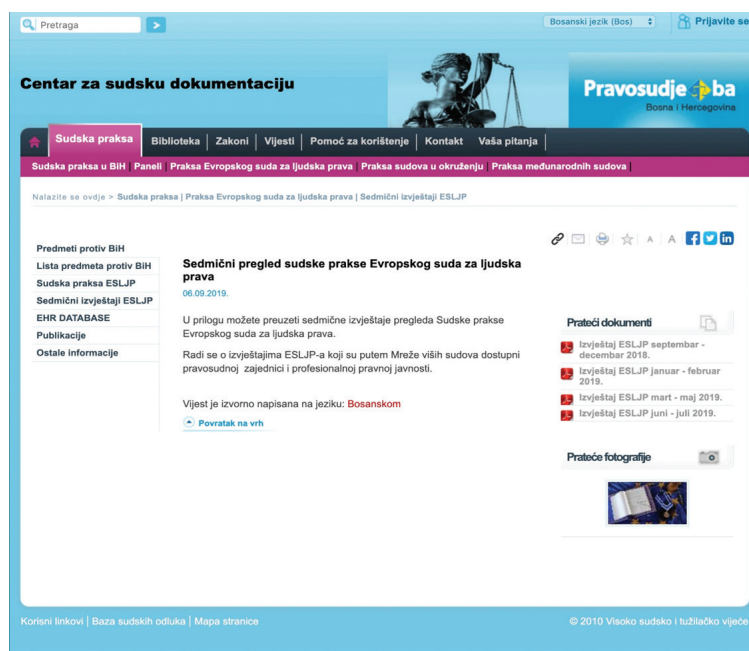 Pretraga
Bosanski jezik (Bos)
Prijavite se
Centar za sudsku dokumentaciju
Pravosudje ba
Bosna i Hercegovina
Sudska praksa
Biblioteka | Zakoni | Vijesti | Pomoć za korištenje | Kontakt Vaša pitanja |
Sudska praksa u BiH | Paneli | Praksa Evropskog suda za ljudska prava | Praksa sudova u okruženju | Praksa međunarodnih sudova |
Nalazite se ovdje > Sudska praksa | Praksa Evropskog suda za ljudska prava | Sedmični izvještaji ESLJP
A | A
Predmeti protiv BiH
Lista predmeta protiv BiH
Sudska praksa ESLJP
Sedmični izvještaji ESLJP
EHR DATABASE
Publikacije
Ostale informacije
Sedmični pregled sudske prakse Evropskog suda za ljudska
prava
06.09.2019.
U prilogu možete preuzeti sedmične izvještaje pregleda Sudske prakse
Evropskog suda za ljudska prava.
Radi se o izvještajima ESLJP-a koji su putem Mreže viših sudova dostupni
pravosudnoj zajednici i profesionalnoj pravnoj javnosti.
Vijest je izvorno napisana na jeziku: Bosanskom
Povratak na vrh
Prateći dokumenti
Izvještaj ESLJP septembar -
decembar 2018.
Izvještaj ESLJP januar - februar
2019.
Izvještaj ESLJP mart - maj 2019.
Izvještaj ESLJP juni - juli 2019.
Prateće fotografije
Korisni linkovi | Baza sudskih odluka | Mapa stranice
© 2010 Visoko sudsko i tužilačko vijeće